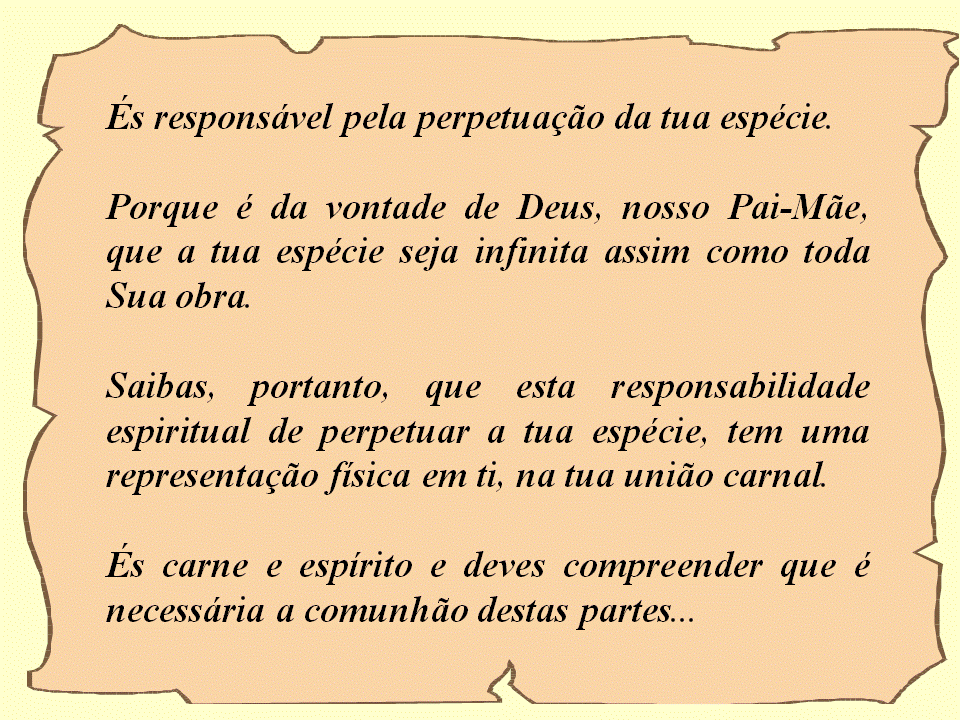 És responsável pela perpetuação da tua espécie.
Porque é da vontade de Deus, nosso Pai-Mãe,
que a tua espécie seja infinita assim como toda
Sua obra.
Saibas, portanto, que esta responsabilidade
espiritual de perpetuar a tua espécie, tem uma
representação física em ti, na tua união carnal.
És carne e espírito e deves compreender que é
necessária a comunhão destas partes...